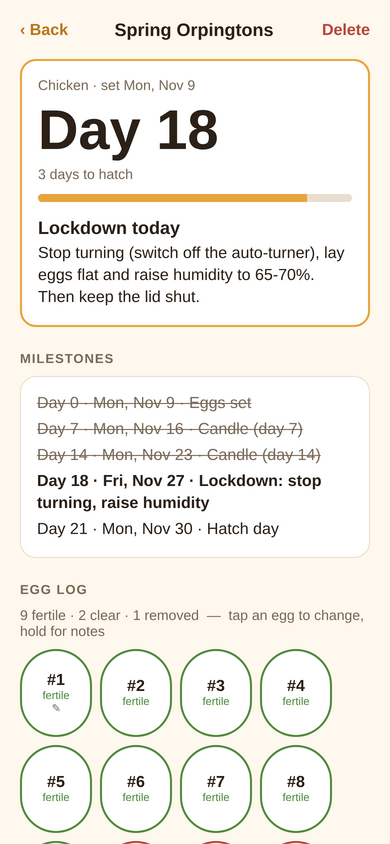 ‹ Back Spring Orpingtons Delete
Chicken · set Mon, Nov 9
Day 18
3 days to hatch
Lockdown today
Stop turning (switch off the auto-turner), lay
eggs flat and raise humidity to 65-70%.
Then keep the lid shut.
MILESTONES
Day 0 · Mon, Nov 9 · Eggs set
Day 7 · Mon, Nov 16 · Candle (day 7)
Day 14 · Mon, Nov 23 · Candle (day 14)
Day 18 · Fri, Nov 27 · Lockdown: stop
turning, raise humidity
Day 21 · Mon, Nov 30 · Hatch day
EGG LOG
9 fertile · 2 clear · 1 removed — tap an egg to change,
hold for notes
#1 #2 #3 #4
fertile fertile fertile fertile
✎
#5 #6 #7 #8
fertile fertile fertile fertile